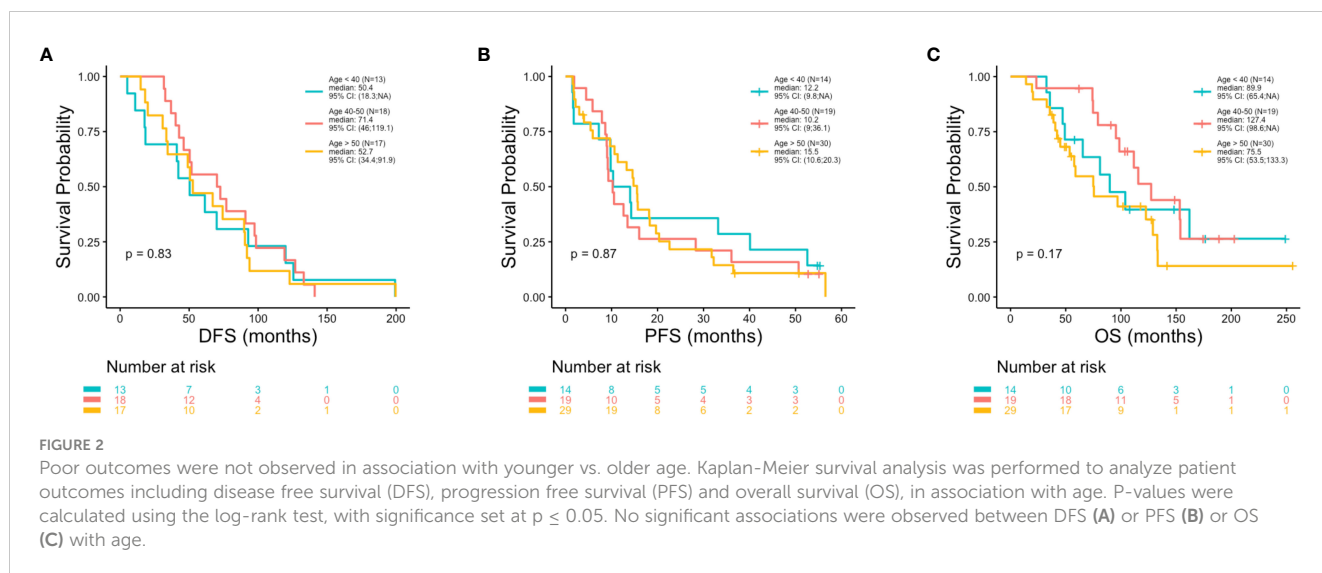 A
1.00
0.75
0.50
0.25
0.00
Survival Probability
Age < 40 (N=13)
median: 50.4
95% CI: (18.3;NA)
Age 40-50 (N=18)
median: 71.4
95% CI: (46;119.1)
Age > 50 (N=17)
median: 52.7
95% CI: (34.4;91.9)
p = 0.83
0 50 100 150 200
DFS (months)
Number at risk
13 7 3 1 0
18 12 4 0 0
17 10 2 1 0
B
1.00
0.75
0.50
0.25
0.00
Survival Probability
Age < 40 (N=14)
median: 12.2
95% CI: (9.8;NA)
Age 40-50 (N=19)
median: 10.2
95% CI: (9;36.1)
Age > 50 (N=30)
median: 15.5
95% CI: (10.6;20.3)
p = 0.87
0 10 20 30 40 50 60
PFS (months)
Number at risk
14 8 5 5 4 3 0
19 10 5 4 3 3 0
29 19 8 6 2 2 0
C
1.00
0.75
0.50
0.25
0.00
Survival Probability
Age < 40 (N=14)
median: 89.9
95% CI: (65.4;NA)
Age 40-50 (N=19)
median: 127.4
95% CI: (98.6;NA)
Age > 50 (N=30)
median: 75.5
95% CI: (53.5;133.3)
p = 0.17
0 50 100 150 200 250
OS (months)
Number at risk
14 10 6 3 1 0
19 18 11 5 1 0
29 17 9 1 1 1
FIGURE 2
Poor outcomes were not observed in association with younger vs. older age. Kaplan-Meier survival analysis was performed to analyze patient
outcomes including disease free survival (DFS), progression free survival (PFS) and overall survival (OS), in association with age. P-values were
calculated using the log-rank test, with significance set at p ≤ 0.05. No significant associations were observed between DFS (A) or PFS (B) or OS
(C) with age.